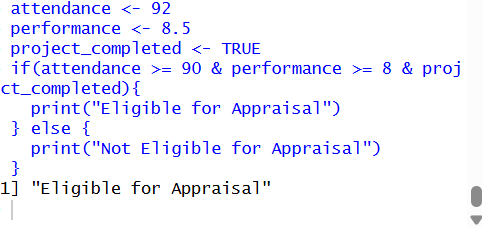 attendance <- 92
performance <- 8.5
project_completed <- TRUE
if(attendance >= 90 & performance >= 8 & proj
ct_completed){
  print("Eligible for Appraisal")
} else {
  print("Not Eligible for Appraisal")
}
1] "Eligible for Appraisal"